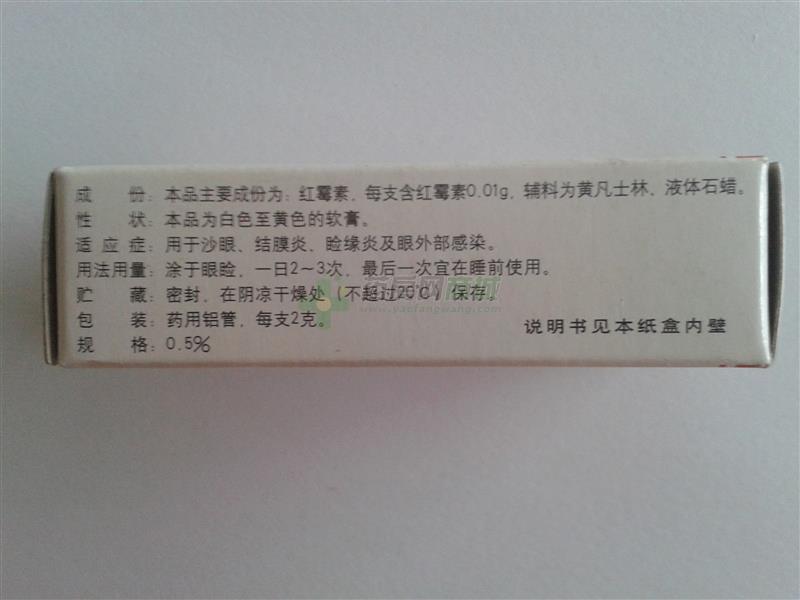 成 份：本品主要成份为：红霉素，每支含红霉素0.01g，辅料为黄凡士林、液体石蜡。
性 状：本品为白色至黄色的软膏。
适 应 症：用于沙眼、结膜炎、睑缘炎及眼外部感染。
用法用量：涂于眼睑，一日2～3次，最后一次宜在睡前使用。
贮 藏：密封，在阴凉干燥处（不超过20℃）保存。
包 装：药用铝管，每支2克。
www.yaofangwang.com
说明书见本纸盒内壁
规 格：0.5%